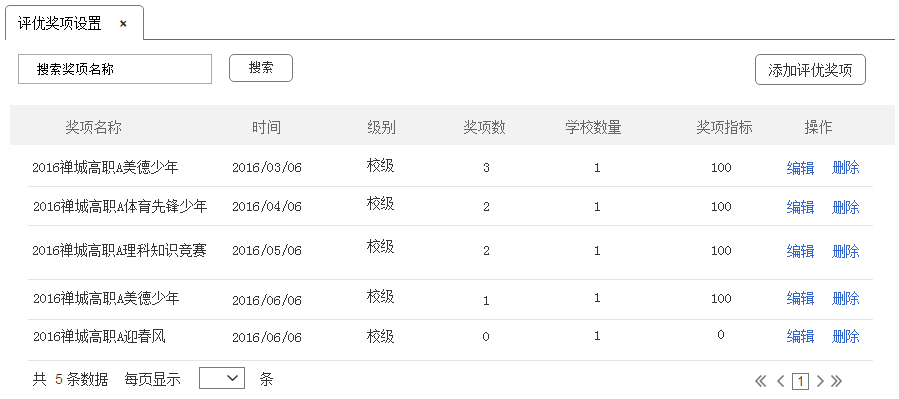 评优奖项设置 ×
搜索奖项名称 搜索 添加评优奖项
奖项名称 时间 级别 奖项数 学校数量 奖项指标 操作
2016禅城高职A美德少年 2016/03/06 校级 3 1 100 编辑 删除
2016禅城高职A体育先锋少年 2016/04/06 校级 2 1 100 编辑 删除
2016禅城高职A理科知识竞赛 2016/05/06 校级 2 1 100 编辑 删除
2016禅城高职A美德少年 2016/06/06 校级 1 1 100 编辑 删除
2016禅城高职A迎春风 2016/06/06 校级 0 1 0 编辑 删除
共 5 条数据 每页显示 条 1